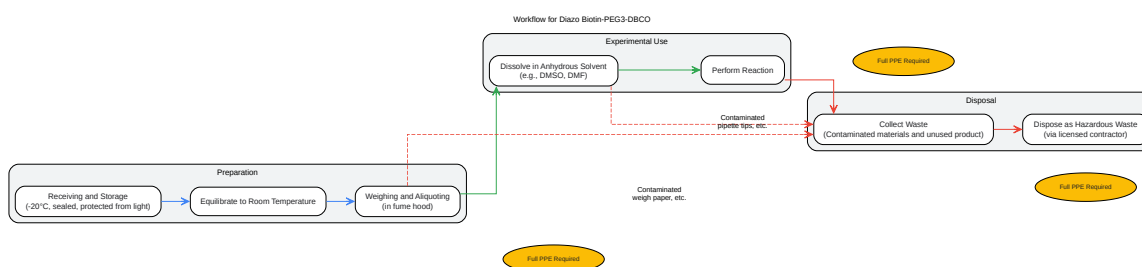 Workflow for Diazo Biotin-PEG3-DBCO
Experimental Use
Dissolve in Anhydrous Solvent
(e.g., DMSO, DMF)
Perform Reaction
Full PPE Required
Disposal
Contaminated
pipette tips, etc.
Collect Waste
(Contaminated materials and unused product)
Dispose as Hazardous Waste
(via licensed contractor)
Preparation
Receiving and Storage
(-20°C, sealed, protected from light)
Equilibrate to Room Temperature
Weighing and Aliquoting
(in fume hood)
Contaminated
weigh paper, etc.
Full PPE Required
Full PPE Required